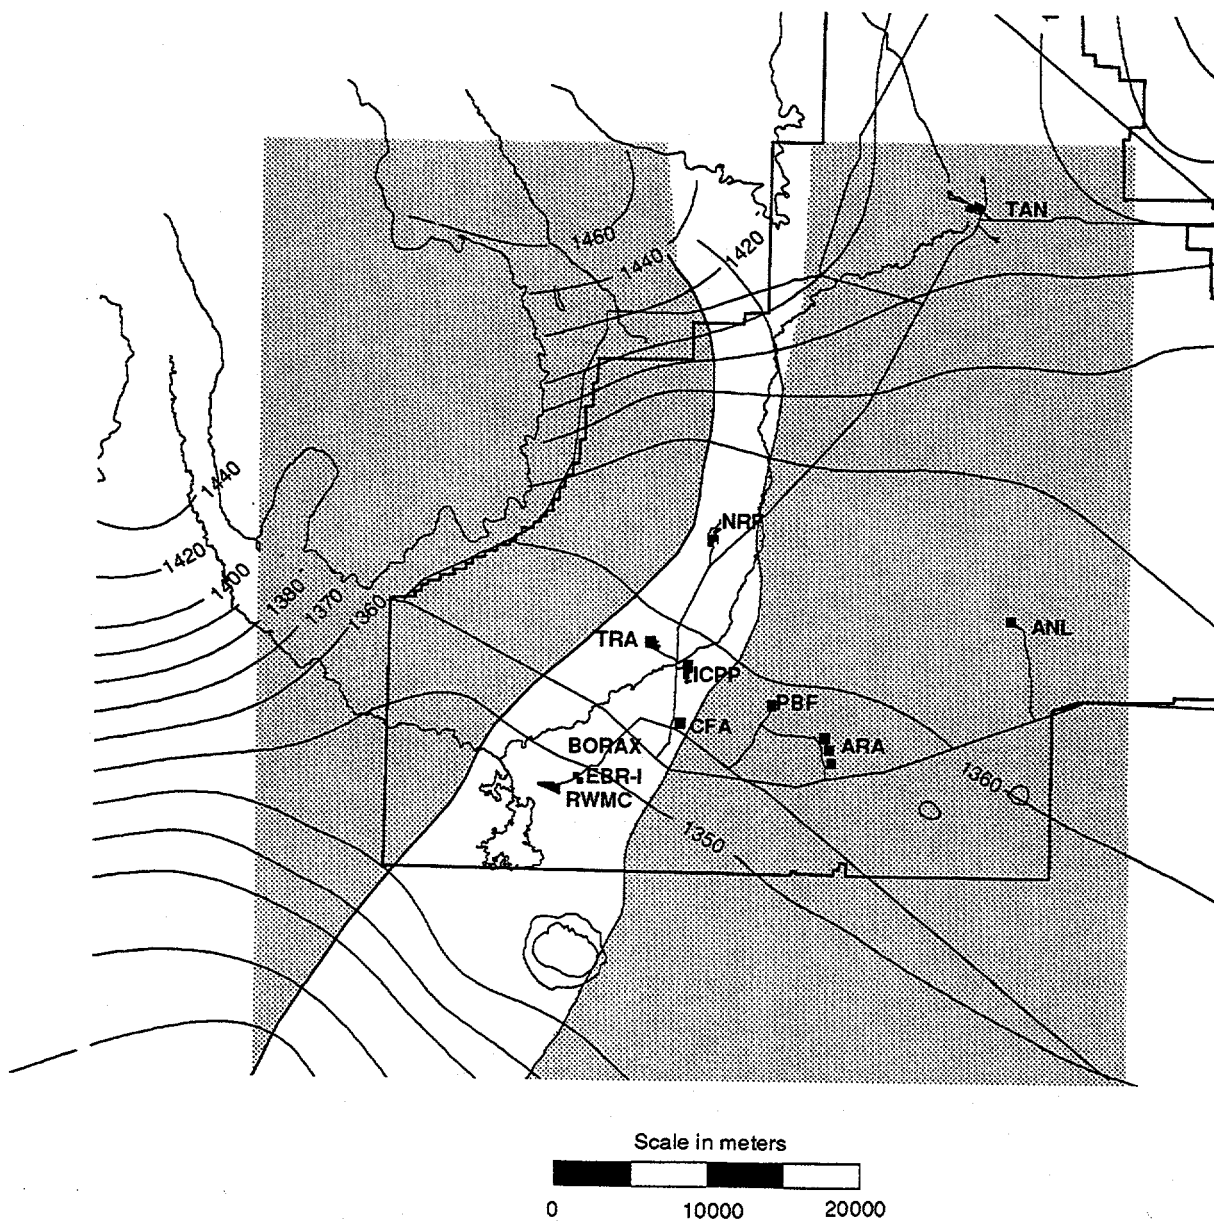 TAN
1460
1440
1420
1440
NRF
1420
1400
1380
1370
1360
TRA
ANL
ICPP
PBF
CFA
BORAX
ARA
EBR-I
1360
RWMC
1350
Scale in meters
0 10000 20000